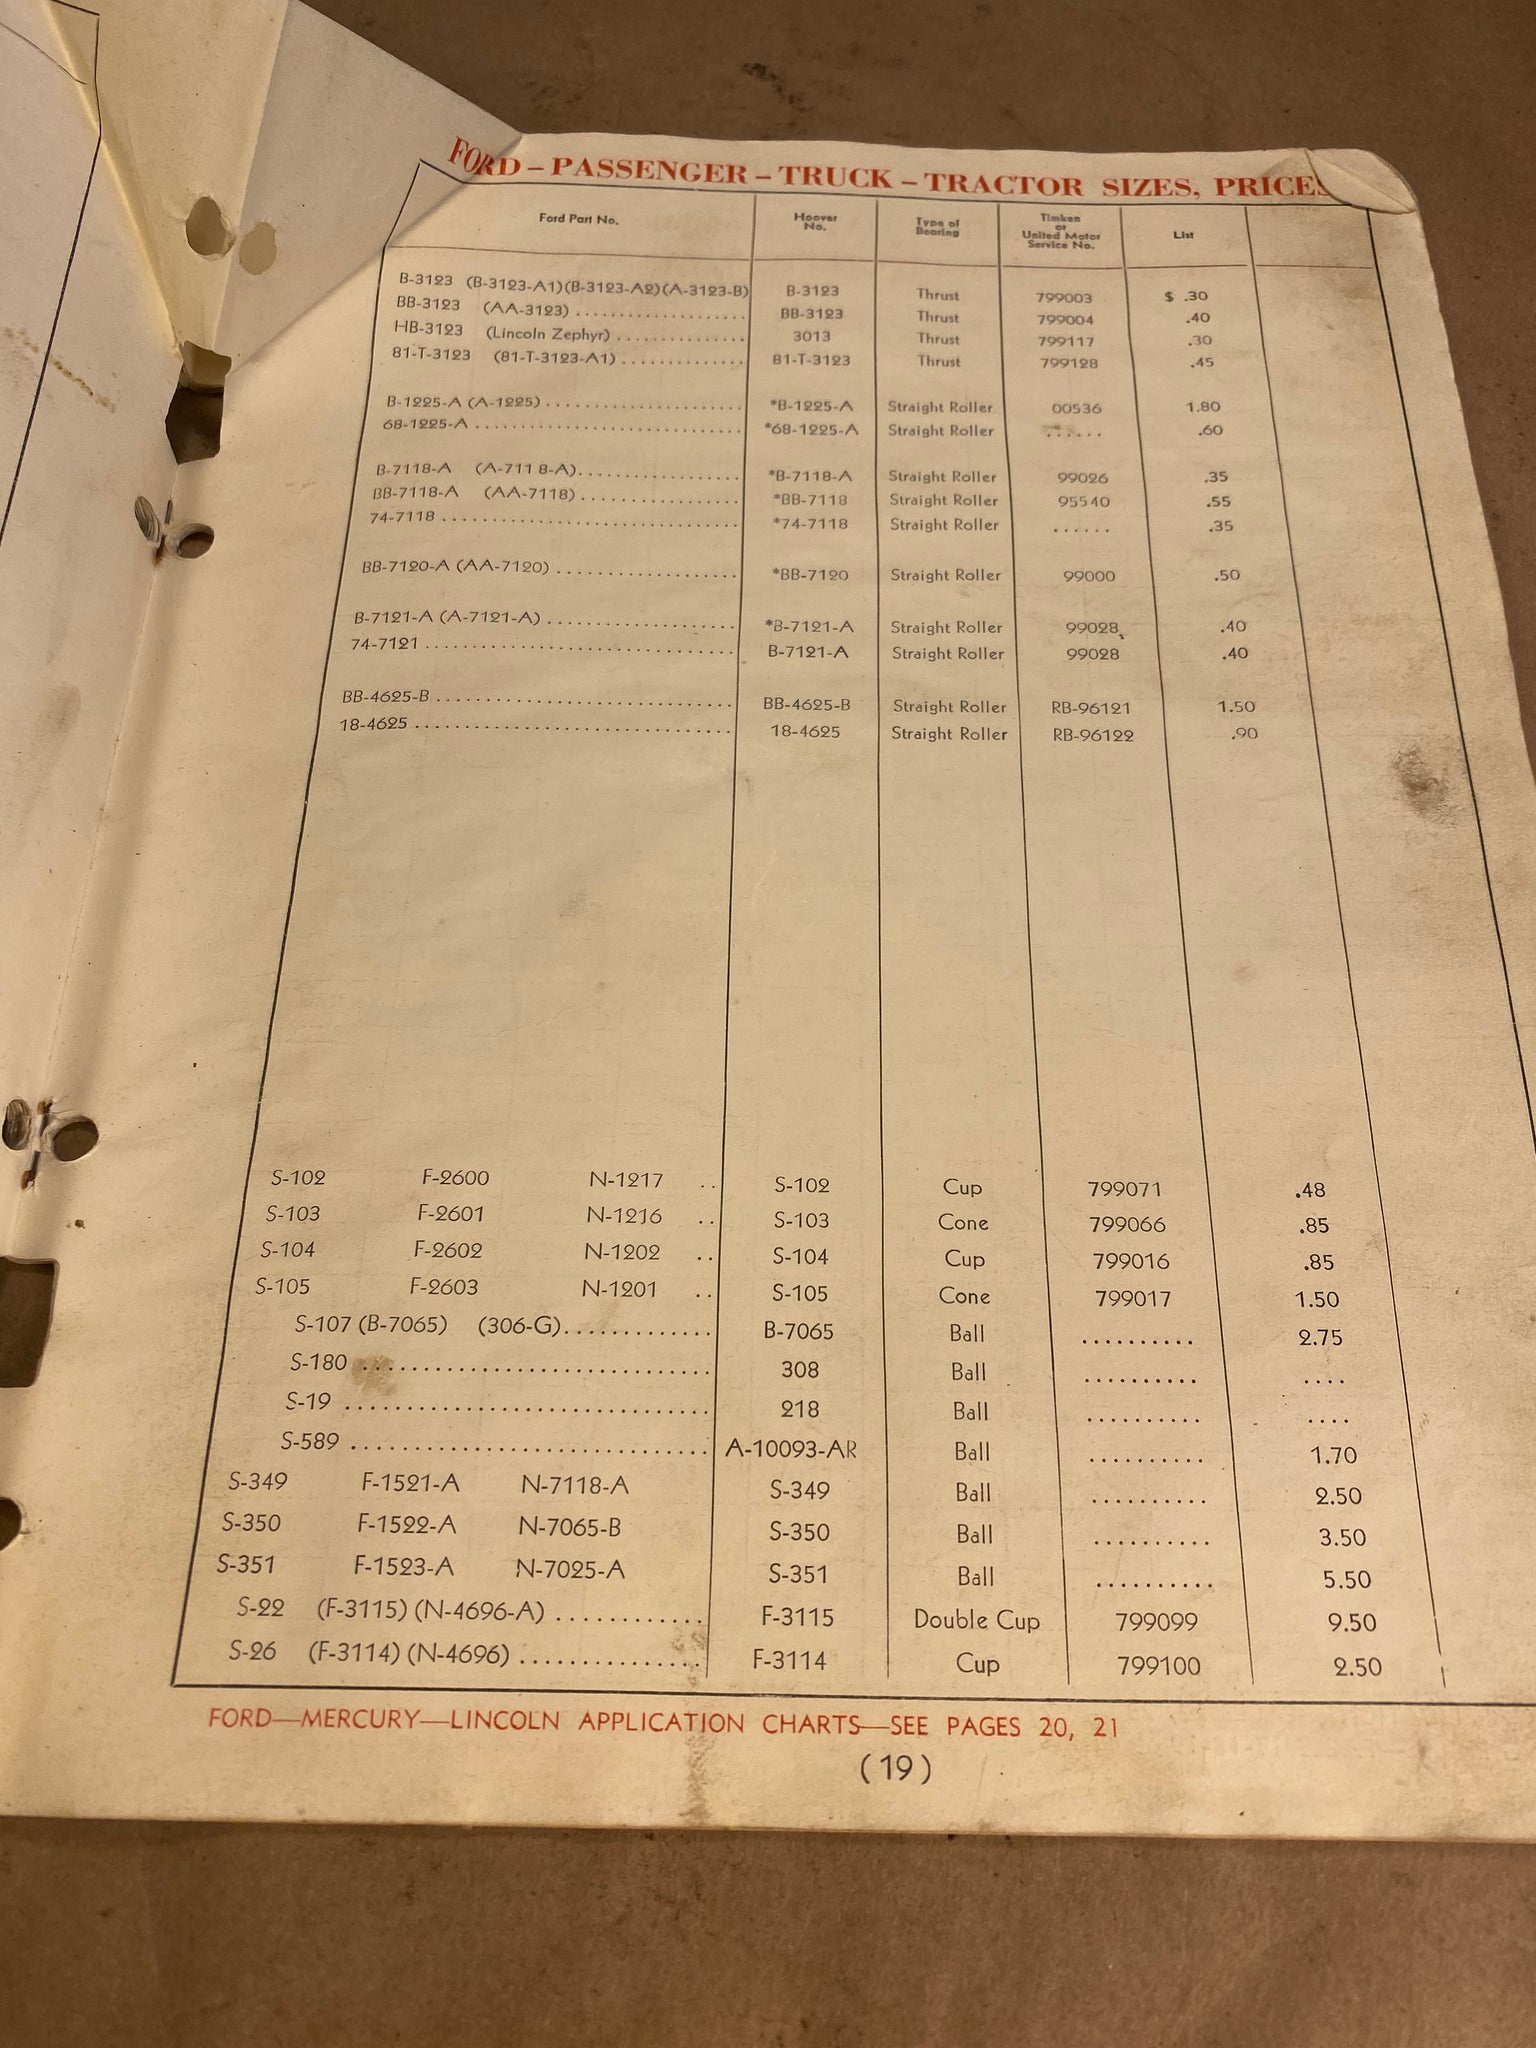 FORD – PASSENGER – TRUCK – TRACTOR SIZES, PRICES
Ford Part No. Hoover No. Type of Bearing Timken or United Motor Service No. List
B-3123 (B-3123-A1)(B-3123-A2)(A-3123-B) B-3123 Thrust 799003 $ .30
BB-3123 (AA-3123) .................... BB-3123 Thrust 799004 .40
HB-3123 (Lincoln Zephyr) ............... 3013 Thrust 799117 .30
81-T-3123 (81-T-3123-A1) .............. 81-T-3123 Thrust 799128 .45
B-1225-A (A-1225) ........................ *B-1225-A Straight Roller 00536 1.80
68-1225-A ................................ *68-1225-A Straight Roller ...... .60
B-7118-A (A-7118-A) .................... *B-7118-A Straight Roller 99026 .35
BB-7118-A (AA-7118) .................... *BB-7118 Straight Roller 95540 .55
74-7118 .................................. *74-7118 Straight Roller ...... .35
BB-7120-A (AA-7120) ..................... *BB-7120 Straight Roller 99000 .50
B-7121-A (A-7121-A) ..................... *B-7121-A Straight Roller 99028 .40
74-7121 .................................. B-7121-A Straight Roller 99028 .40
BB-4625-B ............................... BB-4625-B Straight Roller RB-96121 1.50
18-4625 ................................. 18-4625 Straight Roller RB-96122 .90
S-102 F-2600 N-1217 .. S-102 Cup 799071 .48
S-103 F-2601 N-1216 .. S-103 Cone 799066 .85
S-104 F-2602 N-1202 .. S-104 Cup 799016 .85
S-105 F-2603 N-1201 .. S-105 Cone 799017 1.50
S-107 (B-7065) (306-G)............. B-7065 Ball .......... 2.75
S-180 .............................. 308 Ball .......... ....
S-19 ................................ 218 Ball .......... ....
S-589 ............................... A-10093-AR Ball .......... 1.70
S-349 F-1521-A N-7118-A S-349 Ball .......... 2.50
S-350 F-1522-A N-7065-B S-350 Ball .......... 3.50
S-351 F-1523-A N-7025-A S-351 Ball .......... 5.50
S-22 (F-3115) (N-4696-A) ............. F-3115 Double Cup 799099 9.50
S-26 (F-3114) (N-4696) ................ F-3114 Cup 799100 2.50
FORD—MERCURY—LINCOLN APPLICATION CHARTS—SEE PAGES 20, 21
(19)